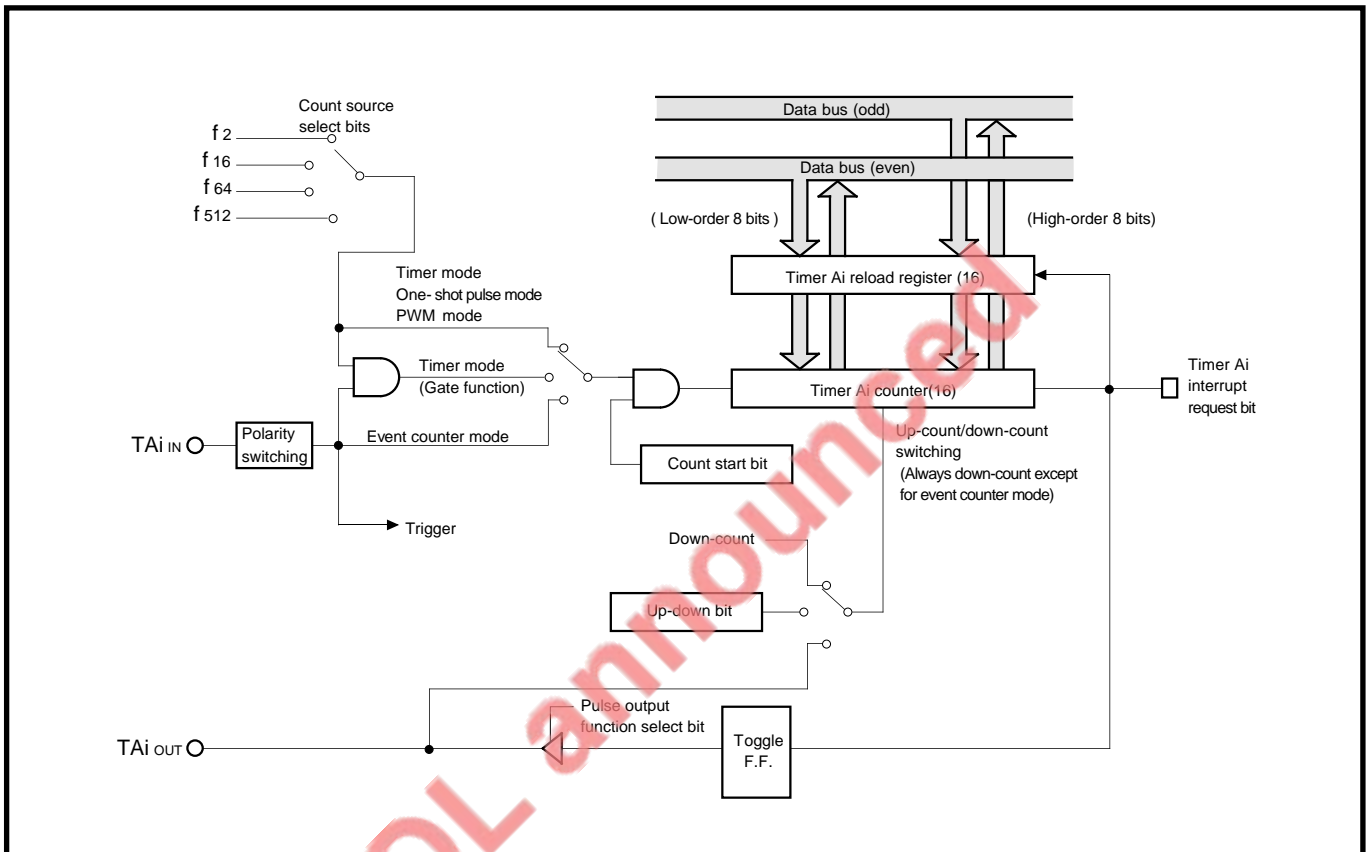 Count source
select bits
f 2
f 16
f 64
f 512
Data bus (odd)
Data bus (even)
( Low-order 8 bits )
(High-order 8 bits)
Timer Ai reload register (16)
Timer mode
One- shot pulse mode
PWM mode
Timer mode
(Gate function)
Timer Ai counter(16)
Timer Ai
interrupt
request bit
TAi IN
Polarity
switching
Event counter mode
Count start bit
Up-count/down-count
switching
(Always down-count except
for event counter mode)
Trigger
Down-count
Up-down bit
Pulse output
function select bit
TAi OUT
Toggle
F.F.
announced